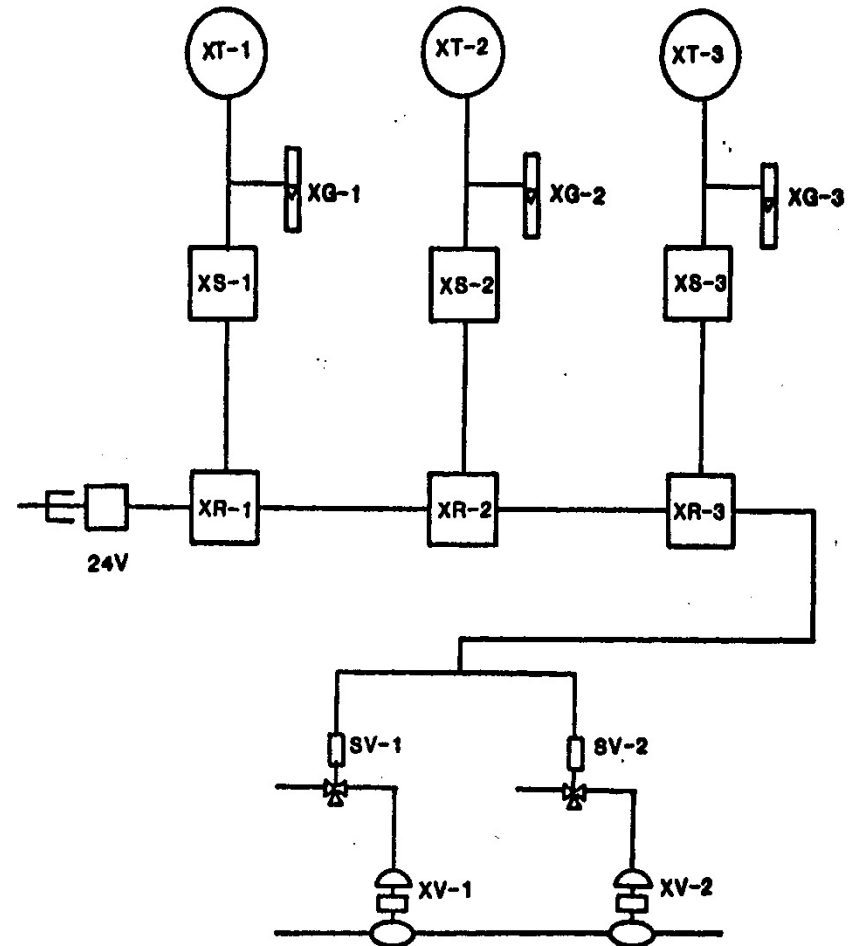 XT-1
XT-2
XT-3
XG-1
XG-2
XG-3
XS-1
XS-2
XS-3
XR-1
XR-2
XR-3
24V
SV-1
SV-2
XV-1
XV-2